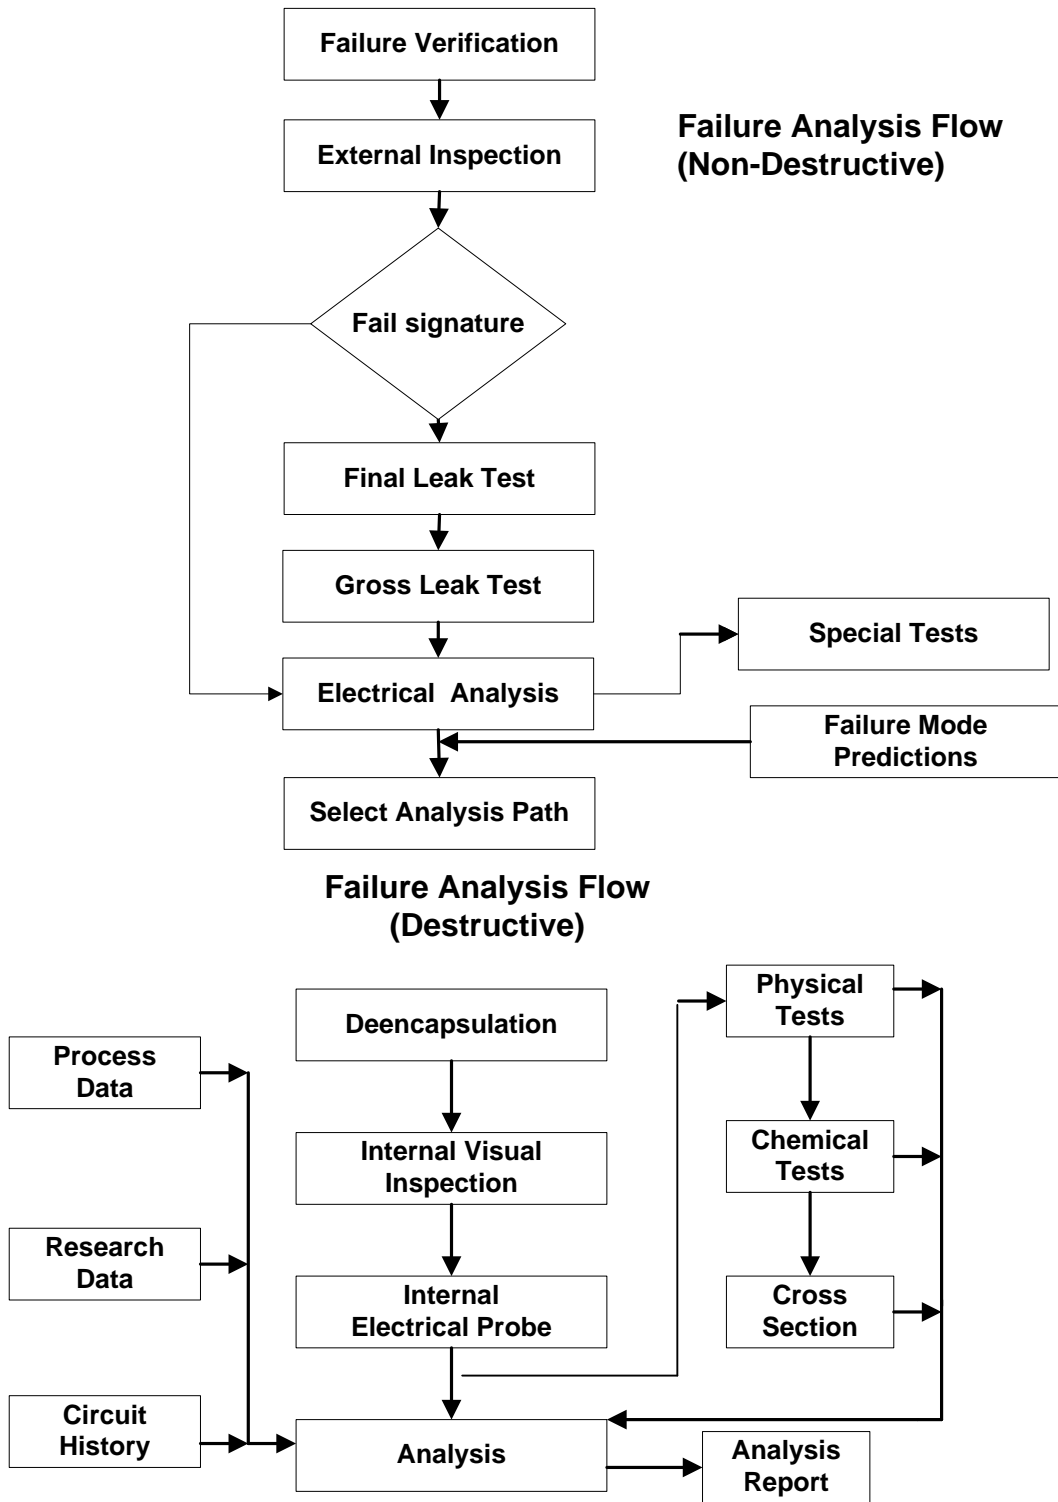 Failure Verification
External Inspection
Failure Analysis Flow
(Non-Destructive)
Fail signature
Final Leak Test
Gross Leak Test
Special Tests
Electrical Analysis
Failure Mode
Predictions
Select Analysis Path
Failure Analysis Flow
(Destructive)
Deencapsulation
Physical
Tests
Process
Data
Internal Visual
Inspection
Chemical
Tests
Research
Data
Internal
Electrical Probe
Cross
Section
Circuit
History
Analysis
Analysis
Report